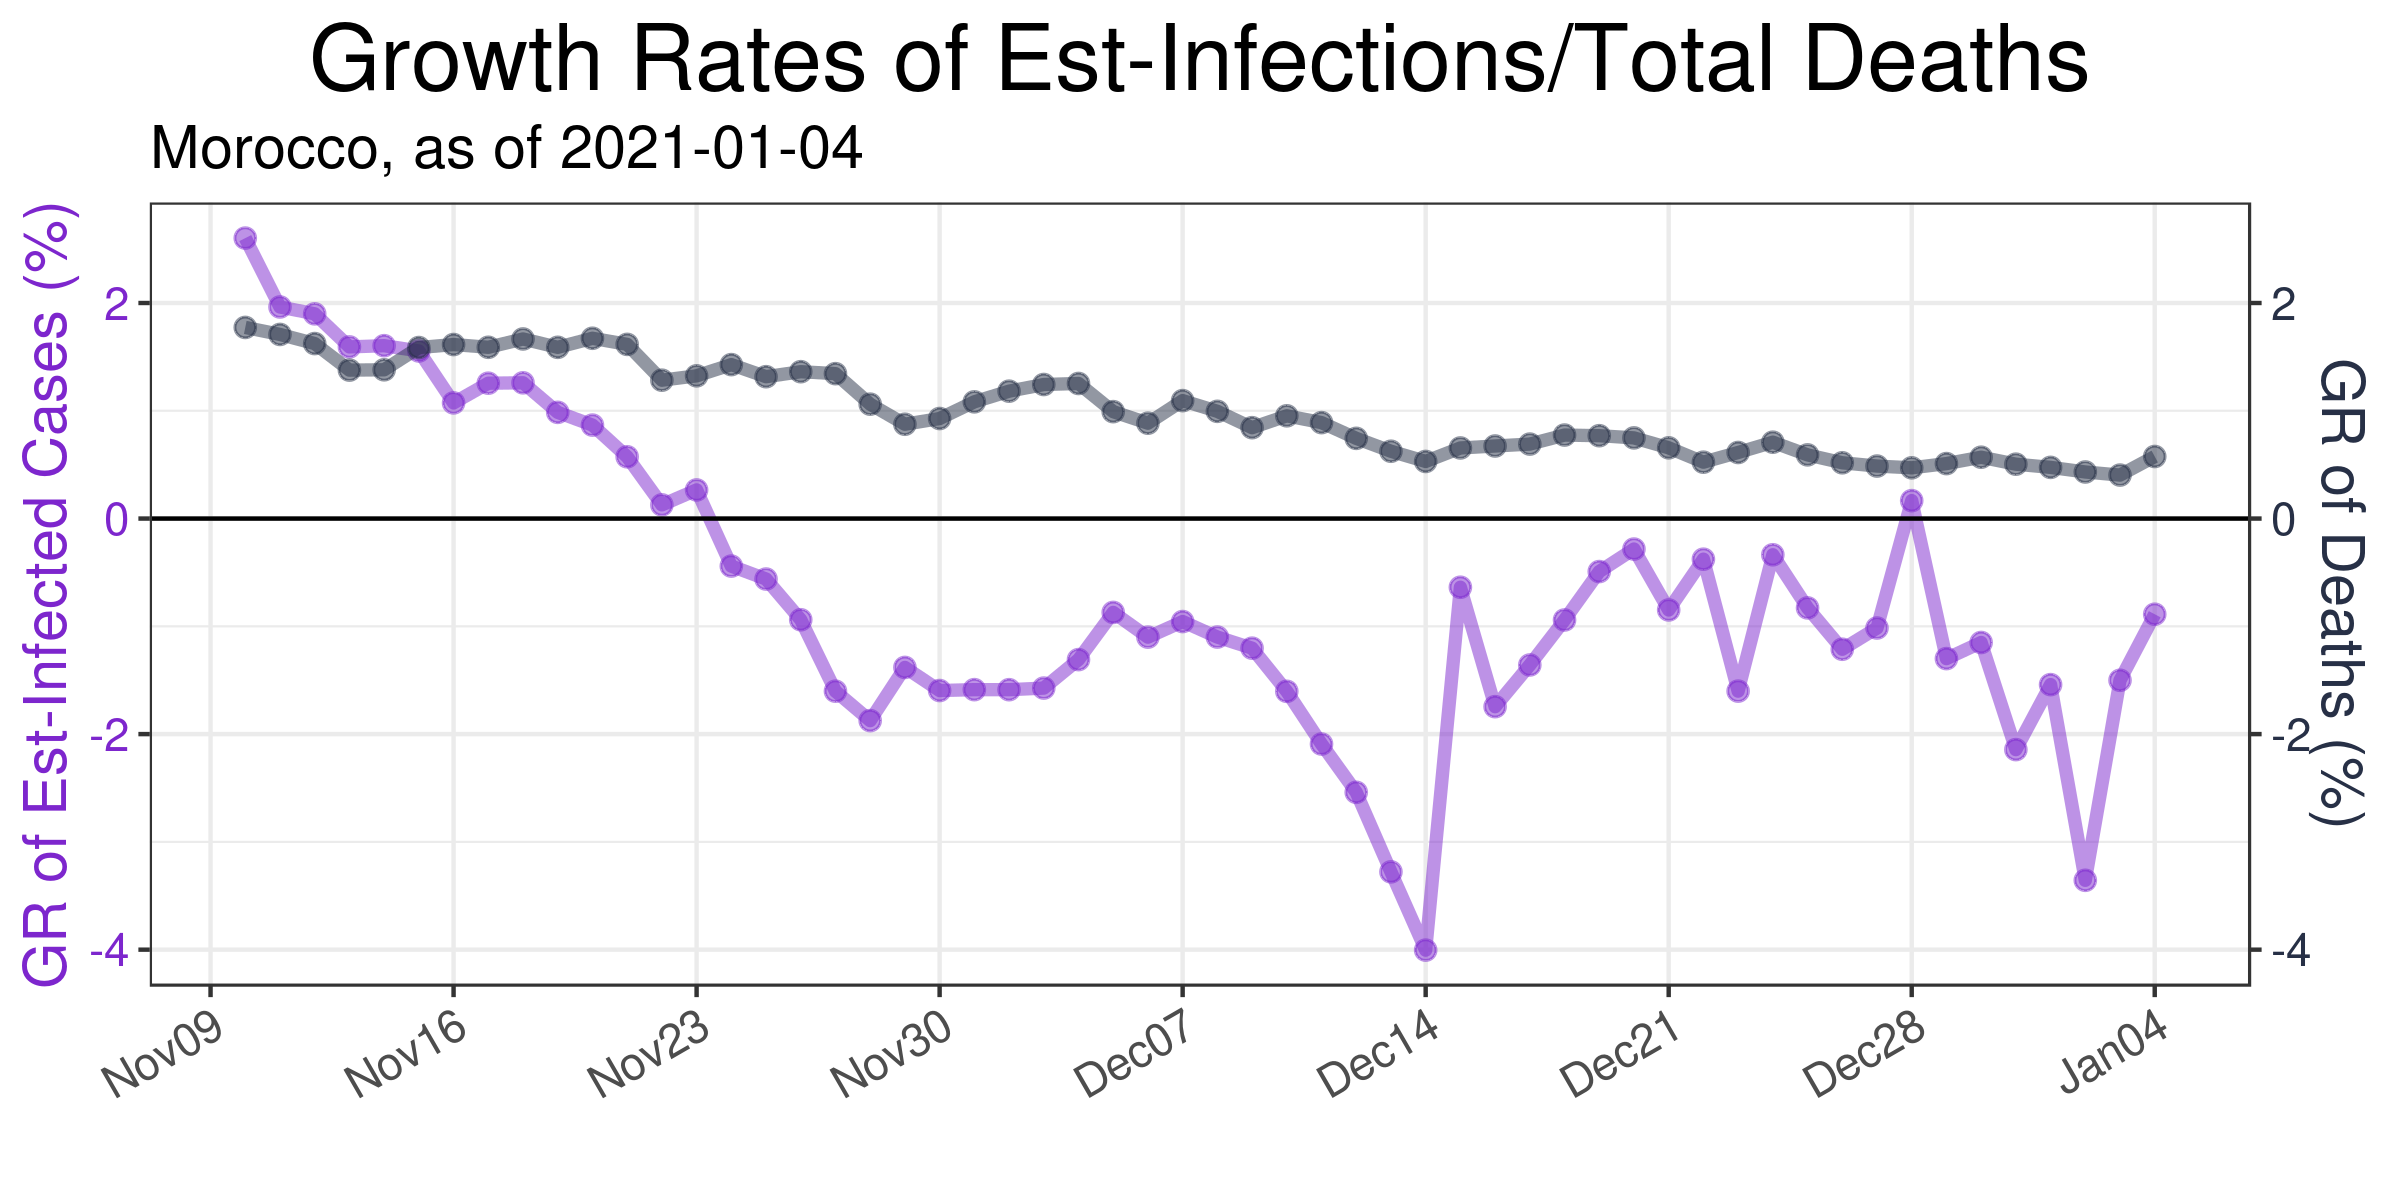 Growth Rates of Est-Infections/Total Deaths
Morocco, as of 2021-01-04
GR of Est-Infected Cases (%)
2
0
-2
-4
2
0
-2
-4
GR of Deaths (%)
Nov09
Nov16
Nov23
Nov30
Dec07
Dec14
Dec21
Dec28
Jan04